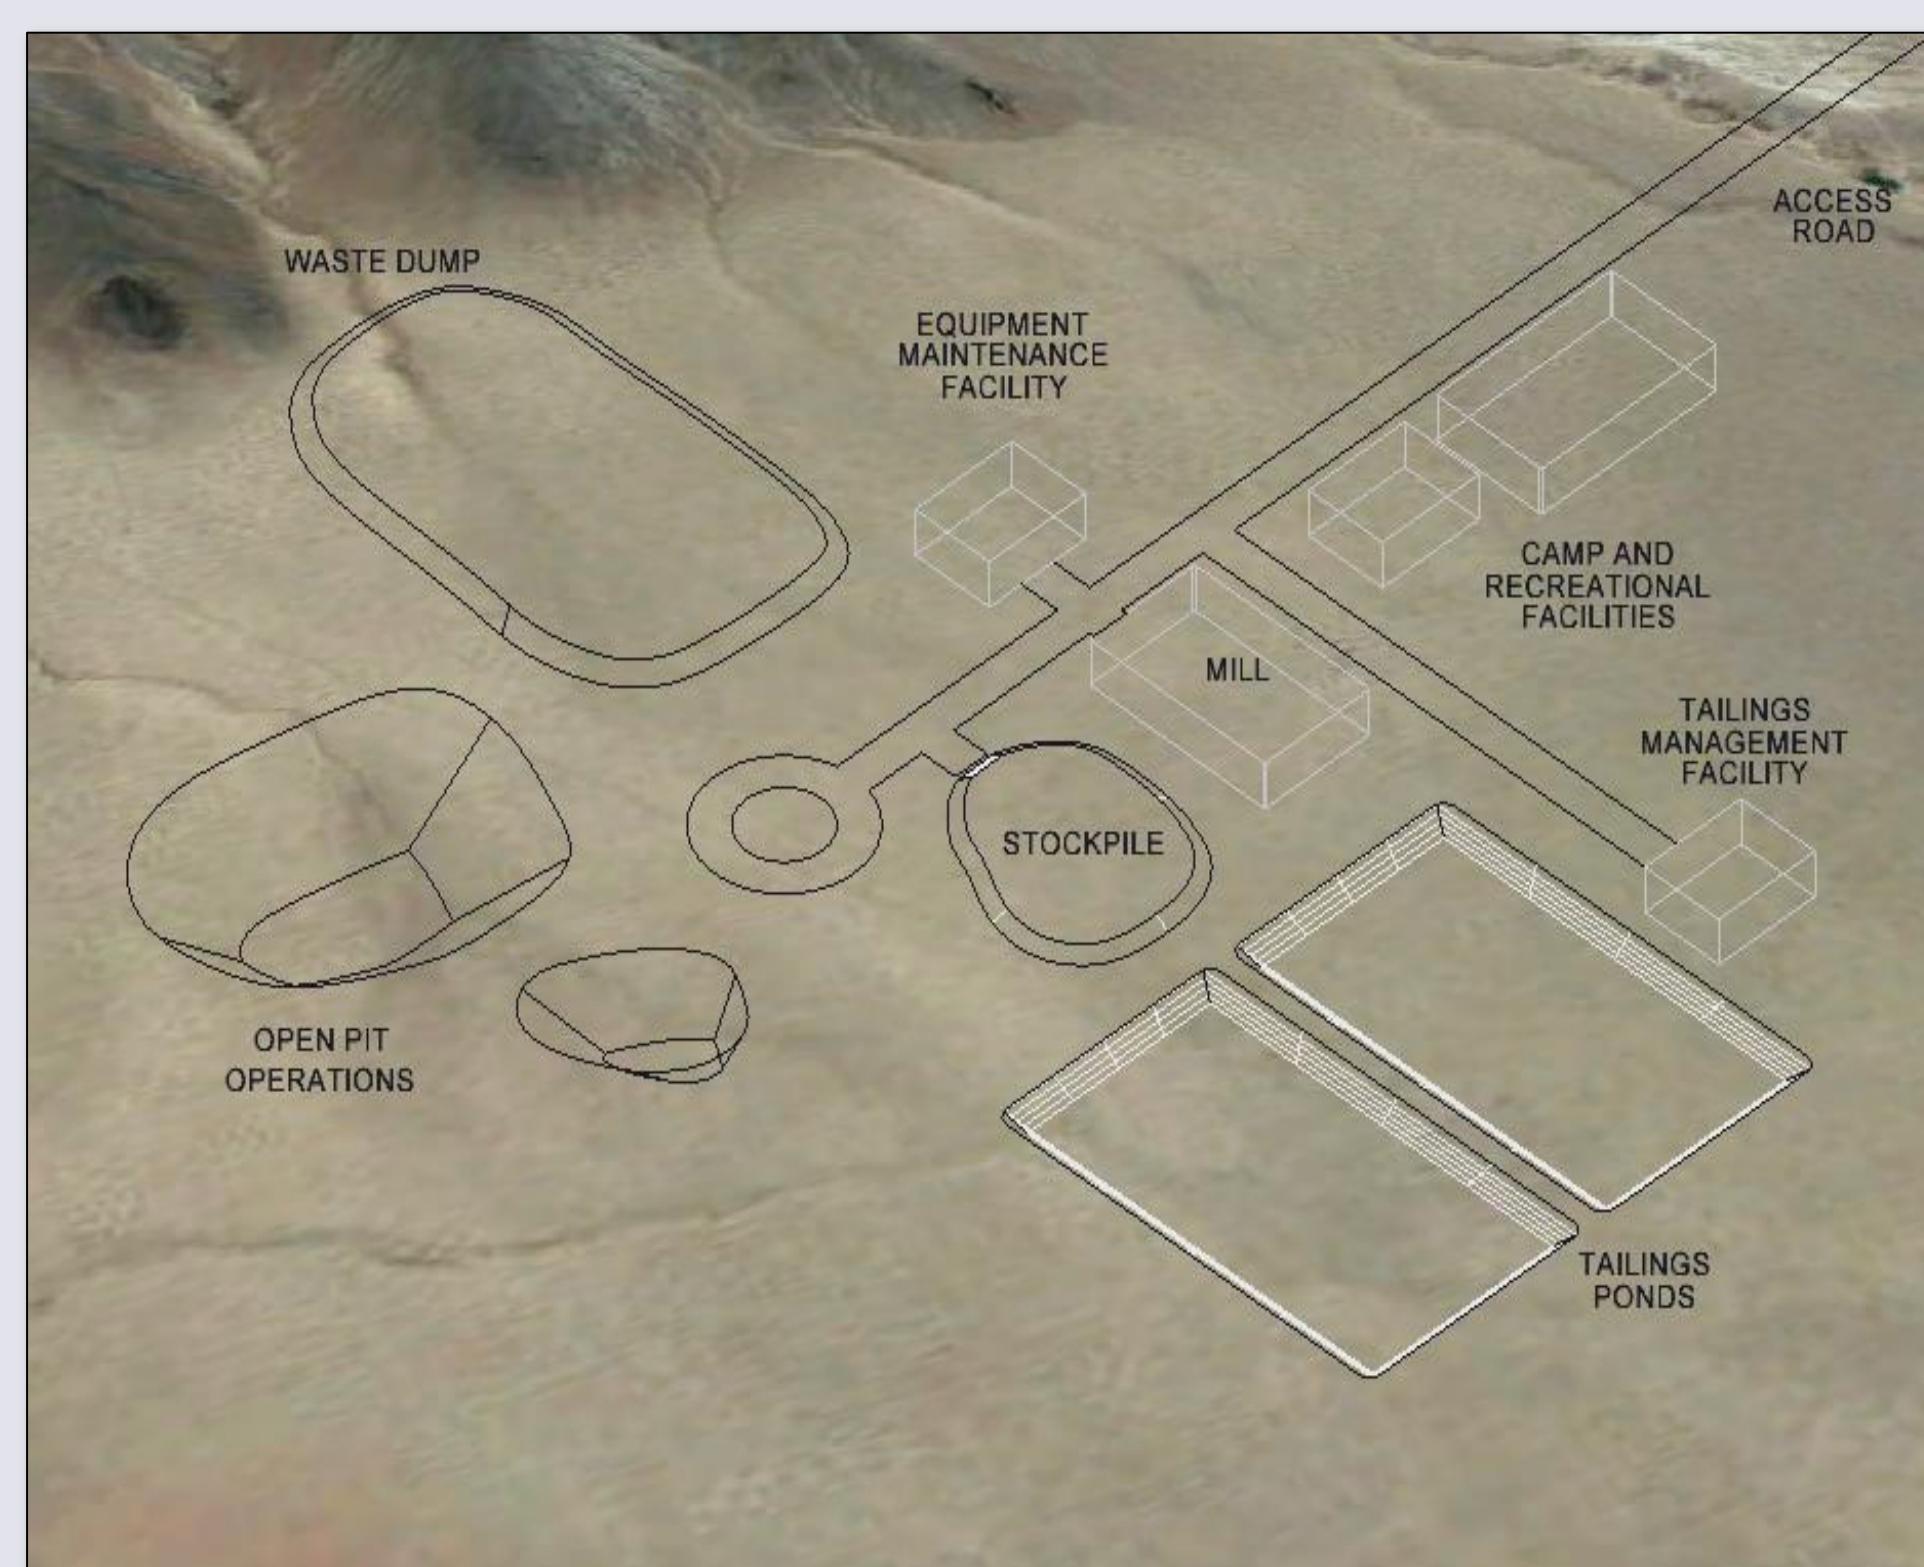 ACCESS
ROAD
WASTE DUMP
EQUIPMENT
MAINTENANCE
FACILITY
CAMP AND
RECREATIONAL
FACILITIES
MILL
TAILINGS
MANAGEMENT
FACILITY
STOCKPILE
OPEN PIT
OPERATIONS
TAILINGS
PONDS